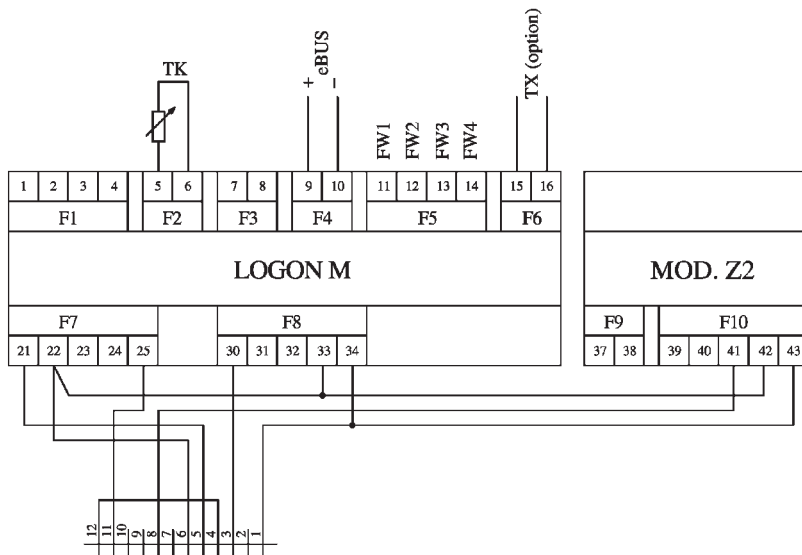 TK
+ eBUS −
TX (option)
FW1 FW2 FW3 FW4
1 2 3 4 5 6 7 8 9 10 11 12 13 14 15 16
F1 F2 F3 F4 F5 F6
LOGON M MOD. Z2
F7 F8 F9 F10
21 22 23 24 25 30 31 32 33 34 37 38 39 40 41 42 43
12 11 10 9 8 7 6 5 4 3 2 1